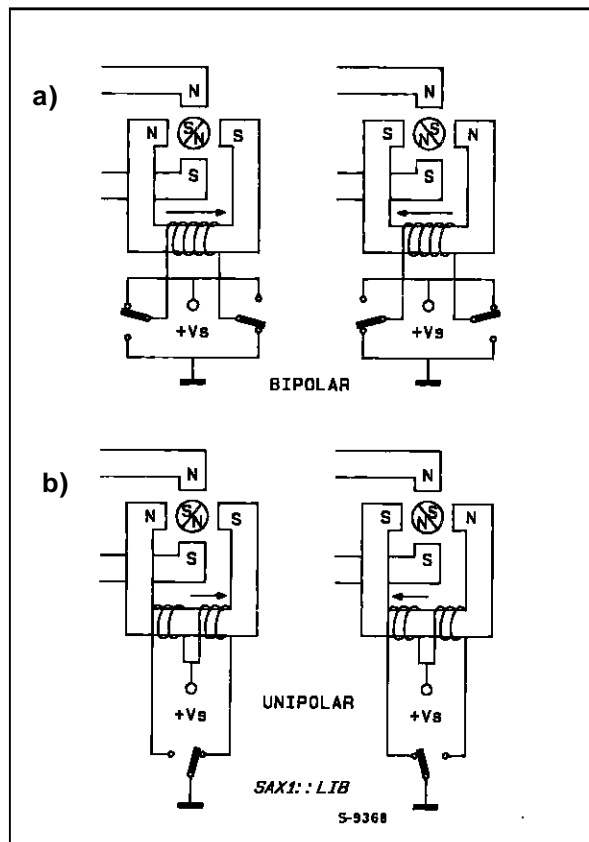 a)
N N
N S/N S S N/S N
S S
+Vs +Vs
BIPOLAR
b)
N N
N S/N S S N/S N
S S
+Vs +Vs
UNIPOLAR
SAX1::LIB
S-9368